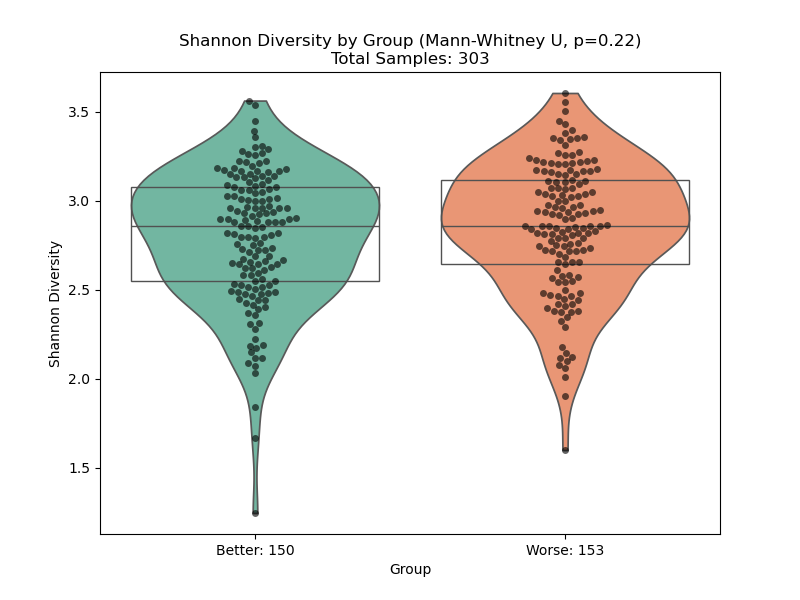 Shannon Diversity by Group (Mann-Whitney U, p=0.22)
Total Samples: 303
3.5
3.0
2.5
2.0
1.5
Shannon Diversity
Better: 150
Worse: 153
Group